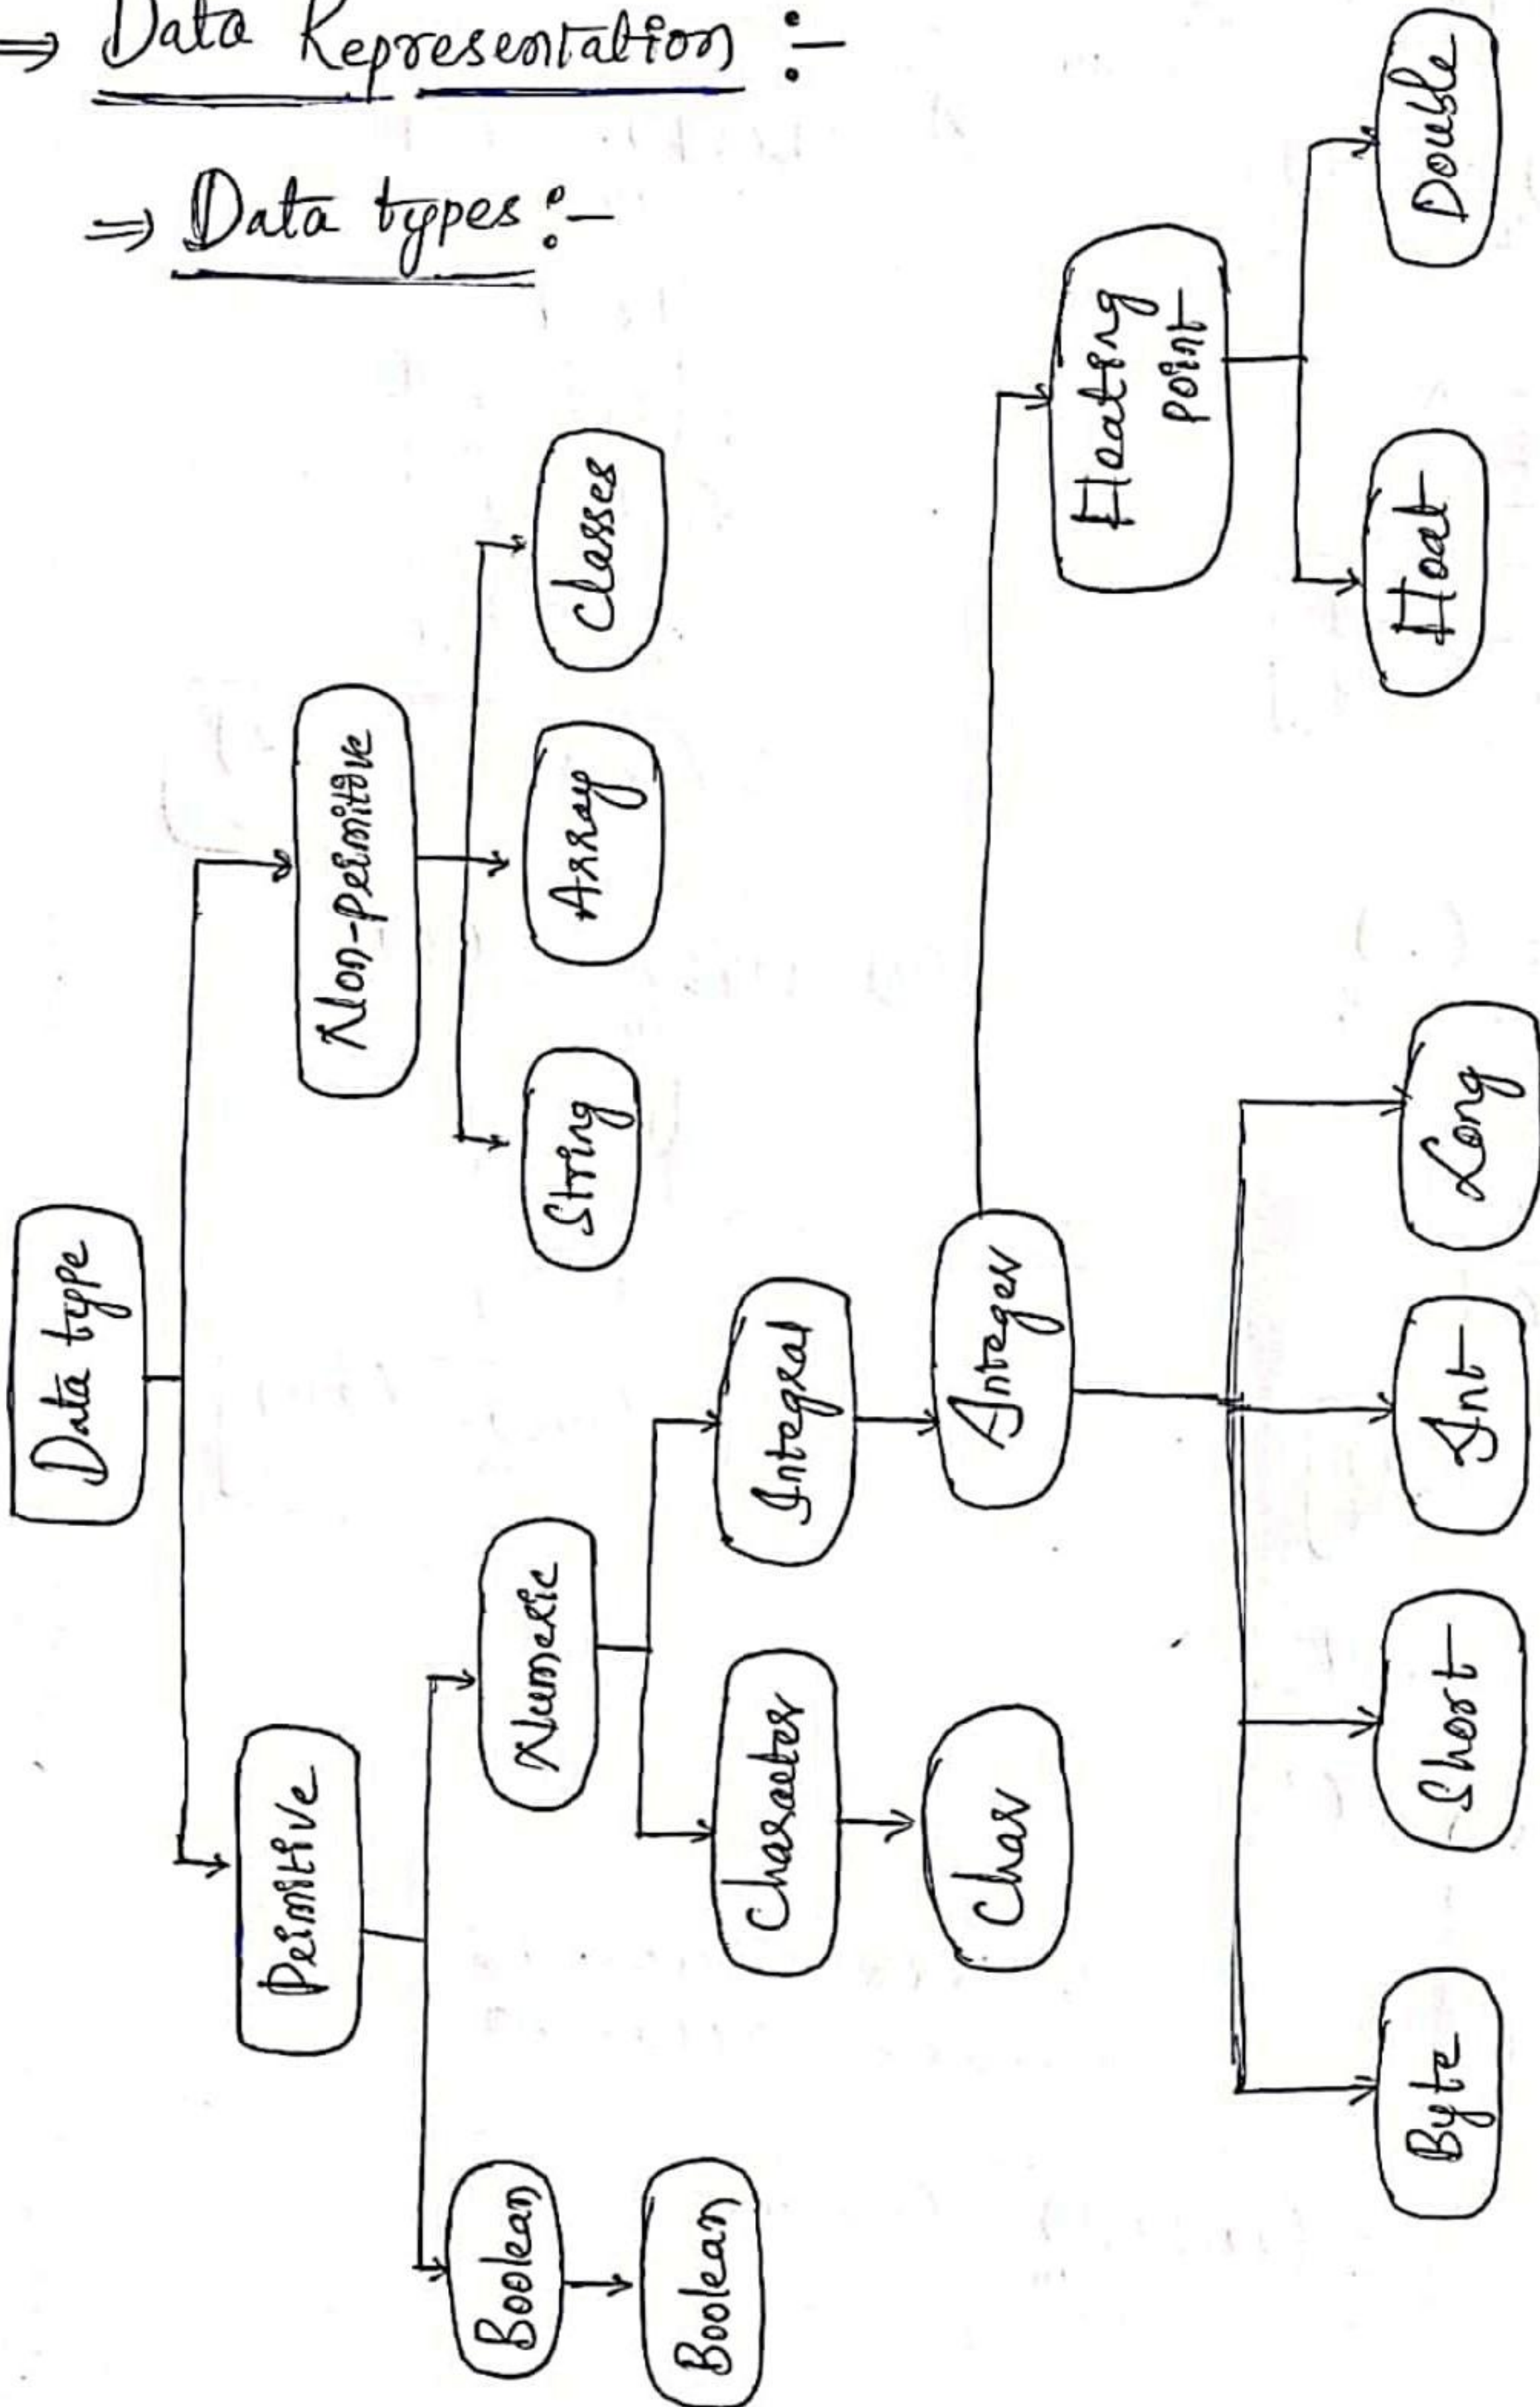 ⇒ Data Representation :-
⇒ Data types :-
Data type
Primitive
Non-primitive
Boolean
Numeric
String
Array
Classes
Boolean
Character
Integral
Char
Integer
Floating
point
Byte
Short
Int
Long
Float
Double